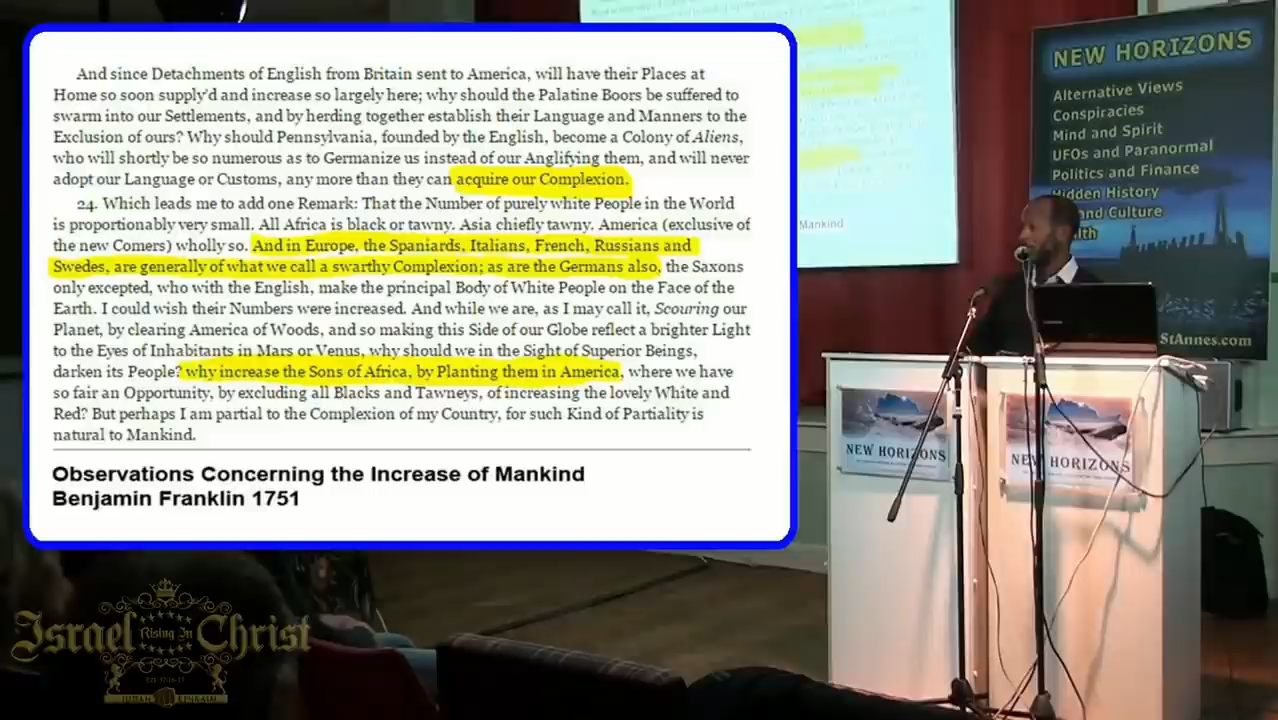 And since Detachments of English from Britain sent to America, will have their Places at
Home so soon supply'd and increase so largely here; why should the Palatine Boors be suffered to
swarm into our Settlements, and by herding together establish their Language and Manners to the
Exclusion of ours? Why should Pennsylvania, founded by the English, become a Colony of Aliens,
who will shortly be so numerous as to Germanize us instead of our Anglifying them, and will never
adopt our Language or Customs, any more than they can acquire our Complexion.
24. Which leads me to add one Remark: That the Number of purely white People in the World
is proportionably very small. All Africa is black or tawny. Asia chiefly tawny. America (exclusive of
the new Comers) wholly so. And in Europe, the Spaniards, Italians, French, Russians and
Swedes, are generally of what we call a swarthy Complexion; as are the Germans also, the Saxons
only excepted, who with the English, make the principal Body of White People on the Face of the
Earth. I could wish their Numbers were increased. And while we are, as I may call it, Scouring our
Planet, by clearing America of Woods, and so making this Side of our Globe reflect a brighter Light
to the Eyes of Inhabitants in Mars or Venus, why should we in the Sight of Superior Beings,
darken its People? why increase the Sons of Africa, by Planting them in America, where we have
so fair an Opportunity, by excluding all Blacks and Tawneys, of increasing the lovely White and
Red? But perhaps I am partial to the Complexion of my Country, for such Kind of Partiality is
natural to Mankind.
Observations Concerning the Increase of Mankind
Benjamin Franklin 1751
Mankind
NEW HORIZONS
Alternative Views
Conspiracies
Mind and Spirit
UFOs and Paranormal
Politics and Finance
Hidden History
and Culture
StAnnes.com
NEW HORIZONS
NEW HORIZONS
Israel Rising In Christ